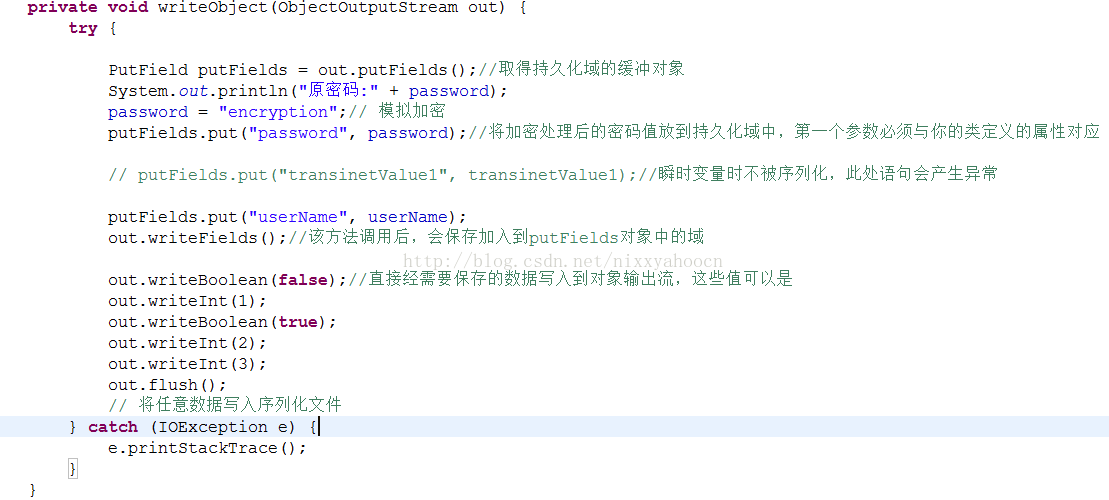 private void writeObject(ObjectOutputStream out) {
try {
PutField putFields = out.putFields();//取得持久化域的缓冲对象
System.out.println("原密码:" + password);
password = "encryption";// 模拟加密
putFields.put("password", password);//将加密处理后的密码值放到持久化域中，第一个参数必须与你的类定义的属性对应
// putFields.put("transinetValue1", transinetValue1);//瞬时变量时不被序列化，此处语句会产生异常
putFields.put("userName", userName);
out.writeFields();//该方法调用后，会保存加入到putFields对象中的域
http://blog.csdn.net/nixxyahoocn
out.writeBoolean(false);//直接经需要保存的数据写入到对象输出流，这些值可以是
out.writeInt(1);
out.writeBoolean(true);
out.writeInt(2);
out.writeInt(3);
out.flush();
// 将任意数据写入序列化文件
} catch (IOException e) {
e.printStackTrace();
}
}